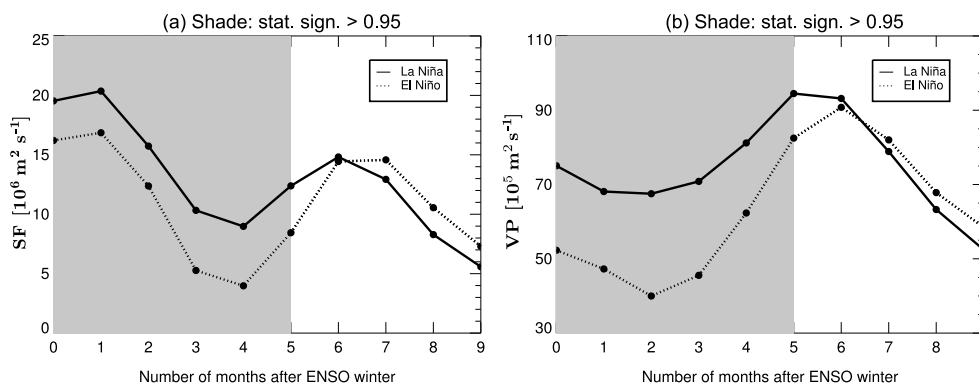 (a) Shade: stat. sign. > 0.95
25
20
15
10
5
0
SF [10⁶ m² s⁻¹]
La Niña
El Niño
0 1 2 3 4 5 6 7 8 9
Number of months after ENSO winter
(b) Shade: stat. sign. > 0.95
110
90
70
50
30
VP [10⁵ m² s⁻¹]
La Niña
El Niño
0 1 2 3 4 5 6 7 8
Number of months after ENSO winter